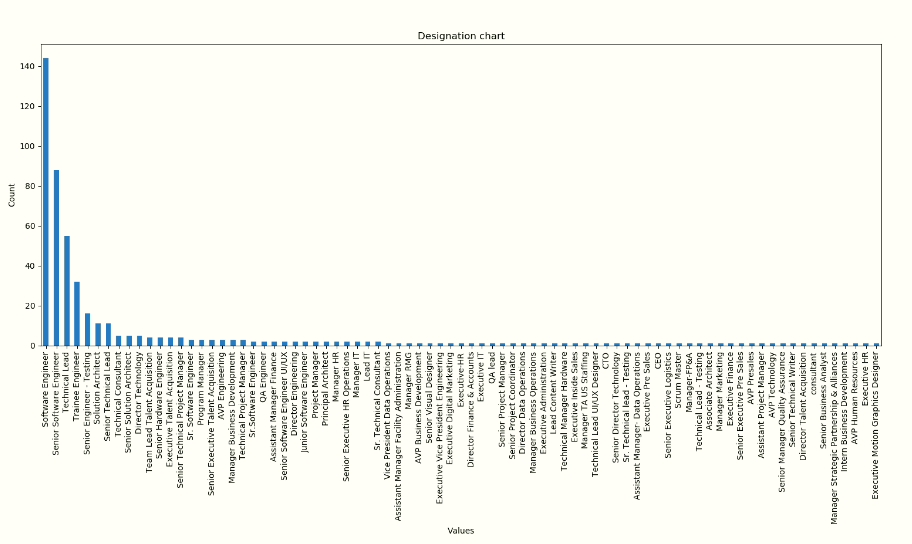 Designation chart
Count
140
120
100
80
60
40
20
0
Software Engineer
Senior Software Engineer
Technical Lead
Trainee Engineer
Senior Engineer - Testing
Solution Architect
Senior Technical Lead
Technical Consultant
Senior Solution Architect
Director Technology
Team Lead Talent Acquisition
Senior Hardware Engineer
Executive Talent Acquisition
Senior Technical Project Manager
Sr. Software Engineer
Program Manager
Senior Executive Talent Acquisition
AVP Engineering
Manager Business Development
Technical Project Manager
Sr.Software Engineer
QA Engineer
Assistant Manager Finance
Senior Software Engineer UI/UX
Director Engineering
Junior Software Engineer
Project Manager
Principal Architect
Manager HR
Senior Executive HR Operations
Manager IT
Lead IT
Sr. Technical Consultant
Vice President Data Operations
Assistant Manager Facility Administration
Manager RMG
AVP Business Development
Senior Visual Designer
Executive Vice President Engineering
Executive Digital Marketing
Executive-HR
Director Finance & Accounts
Executive IT
QA Lead
Senior Project Manager
Senior Project Coordinator
Director Data Operations
Manager Business Operations
Executive Administration
Lead Content Writer
Technical Manager Hardware
Executive Inside Sales
Manager TA US Staffing
Technical Lead UI/UX Designer
CTO
Senior Director Technology
Sr. Technical lead - Testing
Assistant Manager- Data Operations
Executive Pre Sales
CEO
Senior Executive Logistics
Scrum Master
Manager-FP&A
Technical Lead - Testing
Associate Architect
Manager Marketing
Executive Finance
Senior Executive Pre Sales
AVP Presales
Assistant Project Manager
AVP Technology
Senior Manager Quality Assurance
Senior Technical Writer
Director Talent Acquisition
consultant
Senior Business Analyst
Manager Strategic Partnership & Alliances
Intern Business Development
AVP Human Resources
Executive HR
Executive Motion Graphics Designer
Values